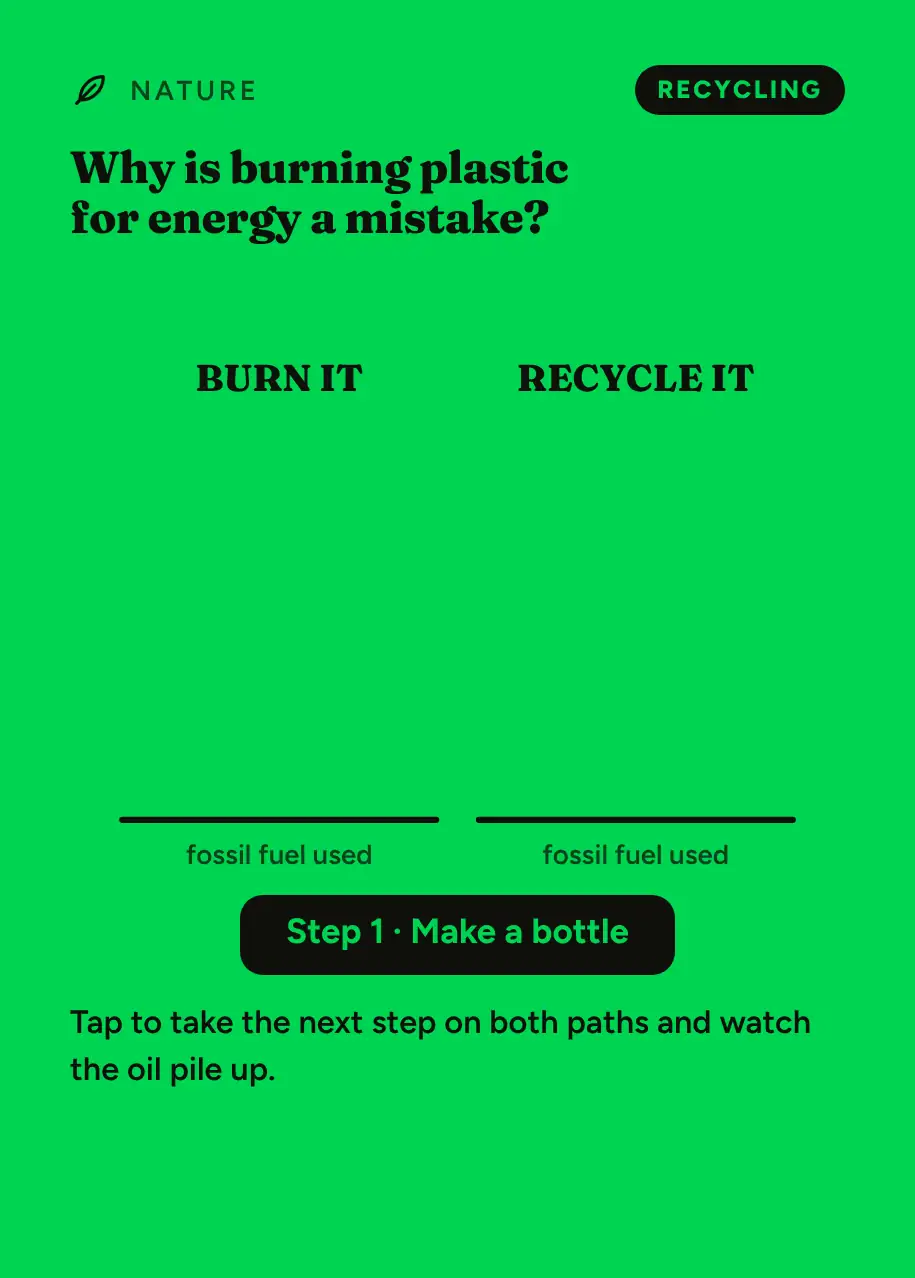 NATURE
RECYCLING
Why is burning plastic
for energy a mistake?
BURN IT
RECYCLE IT
fossil fuel used
fossil fuel used
Step 1 · Make a bottle
Tap to take the next step on both paths and watch
the oil pile up.